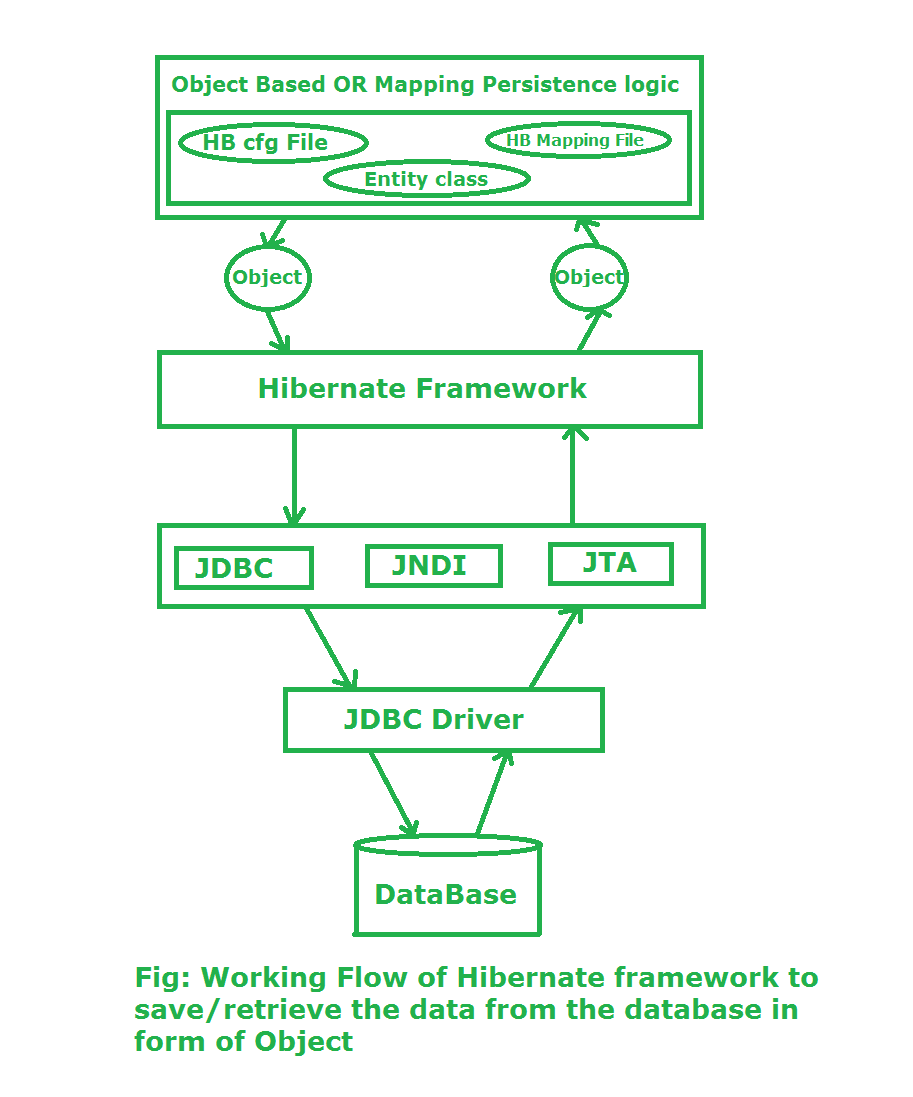 Object Based OR Mapping Persistence logic
HB cfg File
HB Mapping File
Entity class
Object
Object
Hibernate Framework
JDBC
JNDI
JTA
JDBC Driver
DataBase
Fig: Working Flow of Hibernate framework to
save/retrieve the data from the database in
form of Object